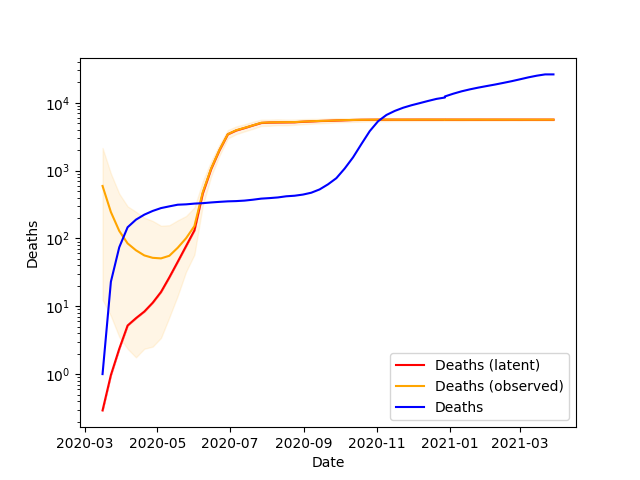 Deaths
10^4
10^3
10^2
10^1
10^0
Deaths (latent)
Deaths (observed)
Deaths
2020-03 2020-05 2020-07 2020-09 2020-11 2021-01 2021-03
Date